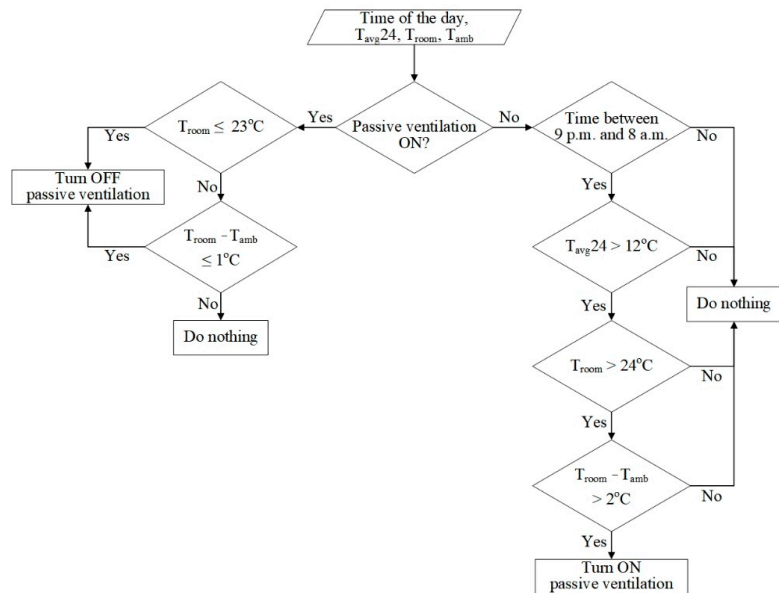 Time of the day,
Tavg24, Troom, Tamb
Passive ventilation
ON?
Yes
No
Troom ≤ 23°C
Yes
No
Turn OFF
passive ventilation
Troom − Tamb
≤ 1°C
Yes
No
Do nothing
Time between
9 p.m. and 8 a.m.
No
Yes
Tavg24 > 12°C
No
Yes
Do nothing
Troom > 24°C
No
Yes
Troom − Tamb
> 2°C
No
Yes
Turn ON
passive ventilation